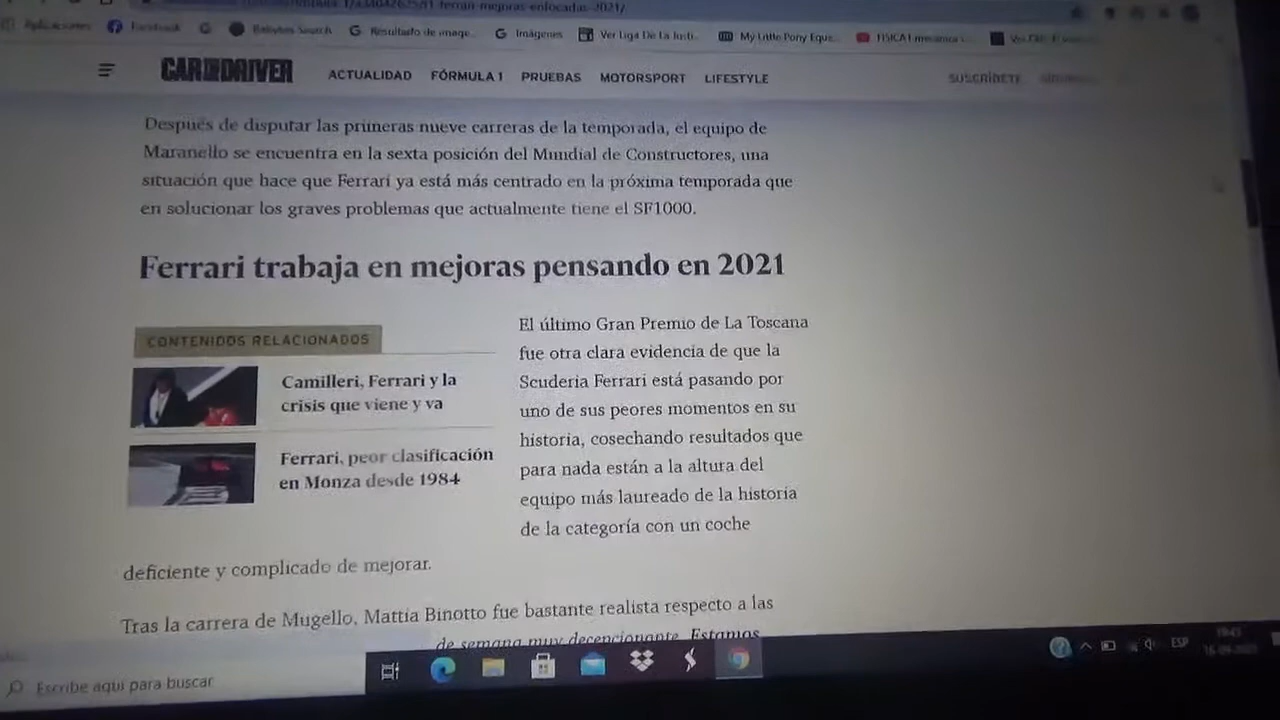 Aplicaciones Facebook Babytes Search Resultado de image... Imágenes Ver Liga De La Justi... My Little Pony Eque...
CAR AND DRIVER ACTUALIDAD FÓRMULA 1 PRUEBAS MOTORSPORT LIFESTYLE SUSCRÍBETE
Después de disputar las primeras nueve carreras de la temporada, el equipo de
Maranello se encuentra en la sexta posición del Mundial de Constructores, una
situación que hace que Ferrari ya está más centrado en la próxima temporada que
en solucionar los graves problemas que actualmente tiene el SF1000.
Ferrari trabaja en mejoras pensando en 2021
CONTENIDOS RELACIONADOS
Camilleri, Ferrari y la
crisis que viene y va
Ferrari, peor clasificación
en Monza desde 1984
El último Gran Premio de La Toscana
fue otra clara evidencia de que la
Scuderia Ferrari está pasando por
uno de sus peores momentos en su
historia, cosechando resultados que
para nada están a la altura del
equipo más laureado de la historia
de la categoría con un coche
deficiente y complicado de mejorar.
Tras la carrera de Mugello, Mattia Binotto fue bastante realista respecto a las
de semana muy decepcionante. Estamos
Escribe aquí para buscar
ESP